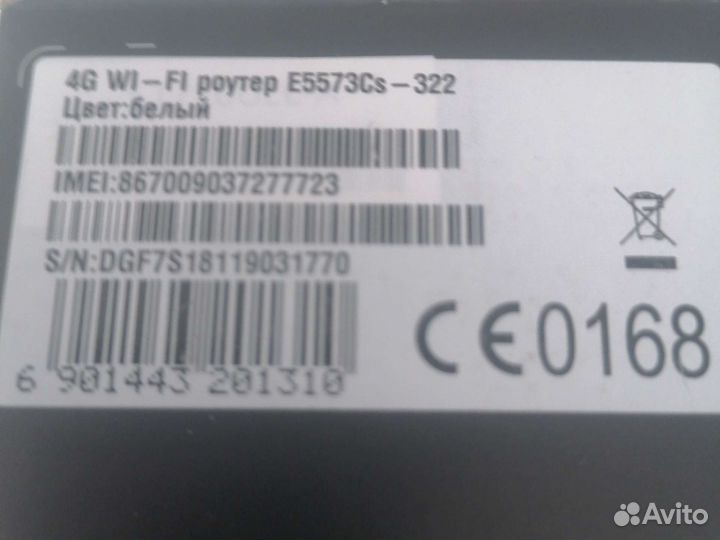 4G WI-FI роутер E5573Cs-322
Цвет:белый
IMEI:867009037277723
S/N:DGF7S18119031770
6 901443 201310
CE0168
Avito